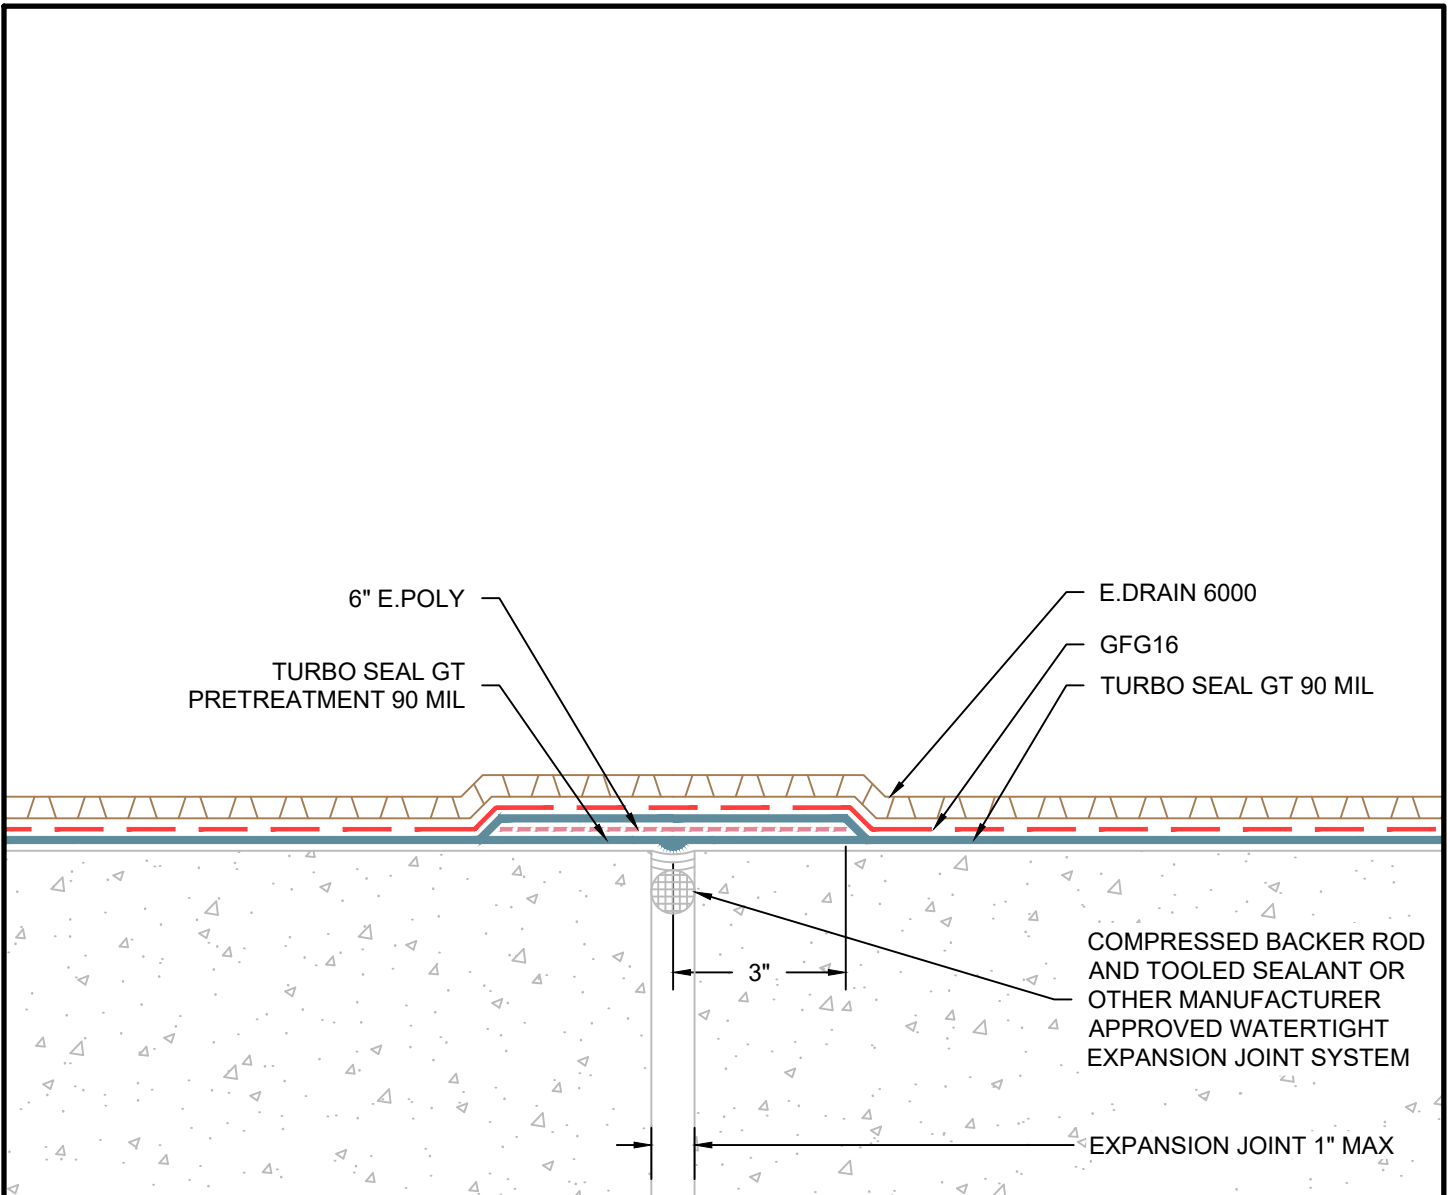 6" E.POLY
TURBO SEAL GT
PRETREATMENT 90 MIL
E.DRAIN 6000
GFG16
TURBO SEAL GT 90 MIL
3"
COMPRESSED BACKER ROD
AND TOOLED SEALANT OR
OTHER MANUFACTURER
APPROVED WATERTIGHT
EXPANSION JOINT SYSTEM
EXPANSION JOINT 1" MAX